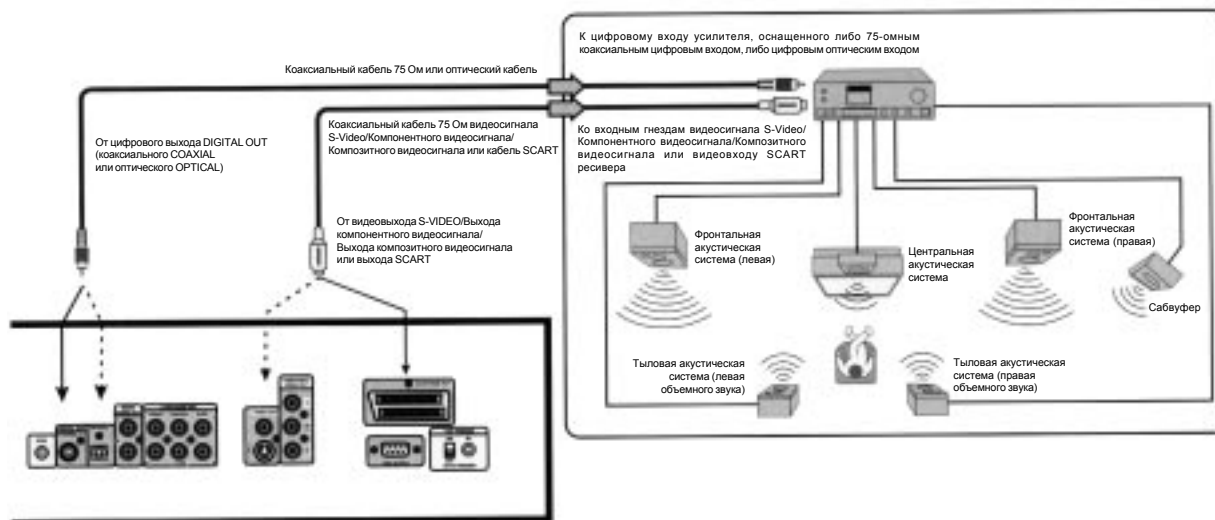 К цифровому входу усилителя, оснащенного либо 75-омным
коаксиальным цифровым входом, либо цифровым оптическим входом
Коаксиальный кабель 75 Ом или оптический кабель
Коаксиальный кабель 75 Ом видеосигнала
S-Video/Компонентного видеосигнала/
Композитного видеосигнала или кабель SCART
Ко входным гнездам видеосигнала S-Video/
Компонентного видеосигнала/Композитного
видеосигнала или видеовходу SCART
ресивера
От цифрового выхода DIGITAL OUT
(коаксиального COAXIAL
или оптического OPTICAL)
От видеовыхода S-VIDEO/Выхода
компонентного видеосигнала/
Выхода композитного видеосигнала
или выхода SCART
Фронтальная
акустическая
система (левая)
Центральная
акустическая
система
Фронтальная
акустическая
система (правая)
Сабвуфер
Тыловая акустическая
система (левая
объемного звука)
Тыловая акустическая
система (правая
объемного звука)